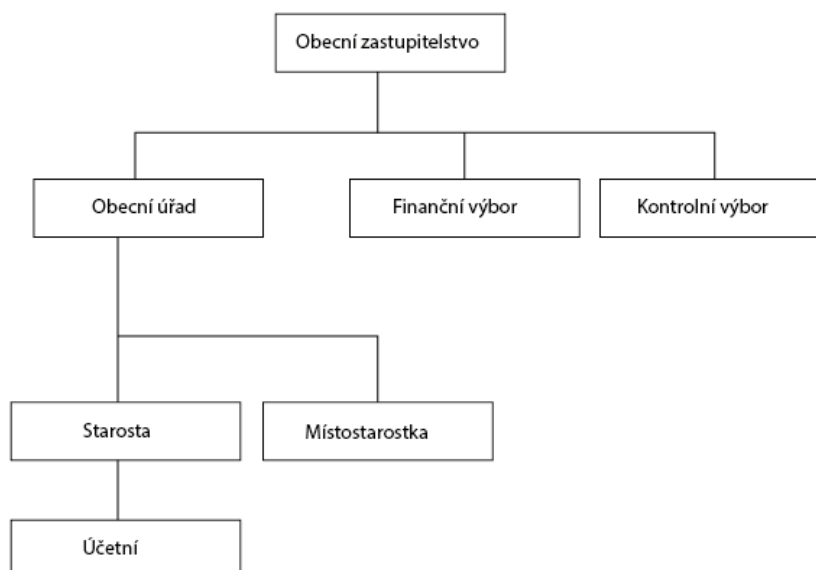 Obecní zastupitelstvo
Obecní úřad
Finanční výbor
Kontrolní výbor
Starosta
Místostarostka
Účetní